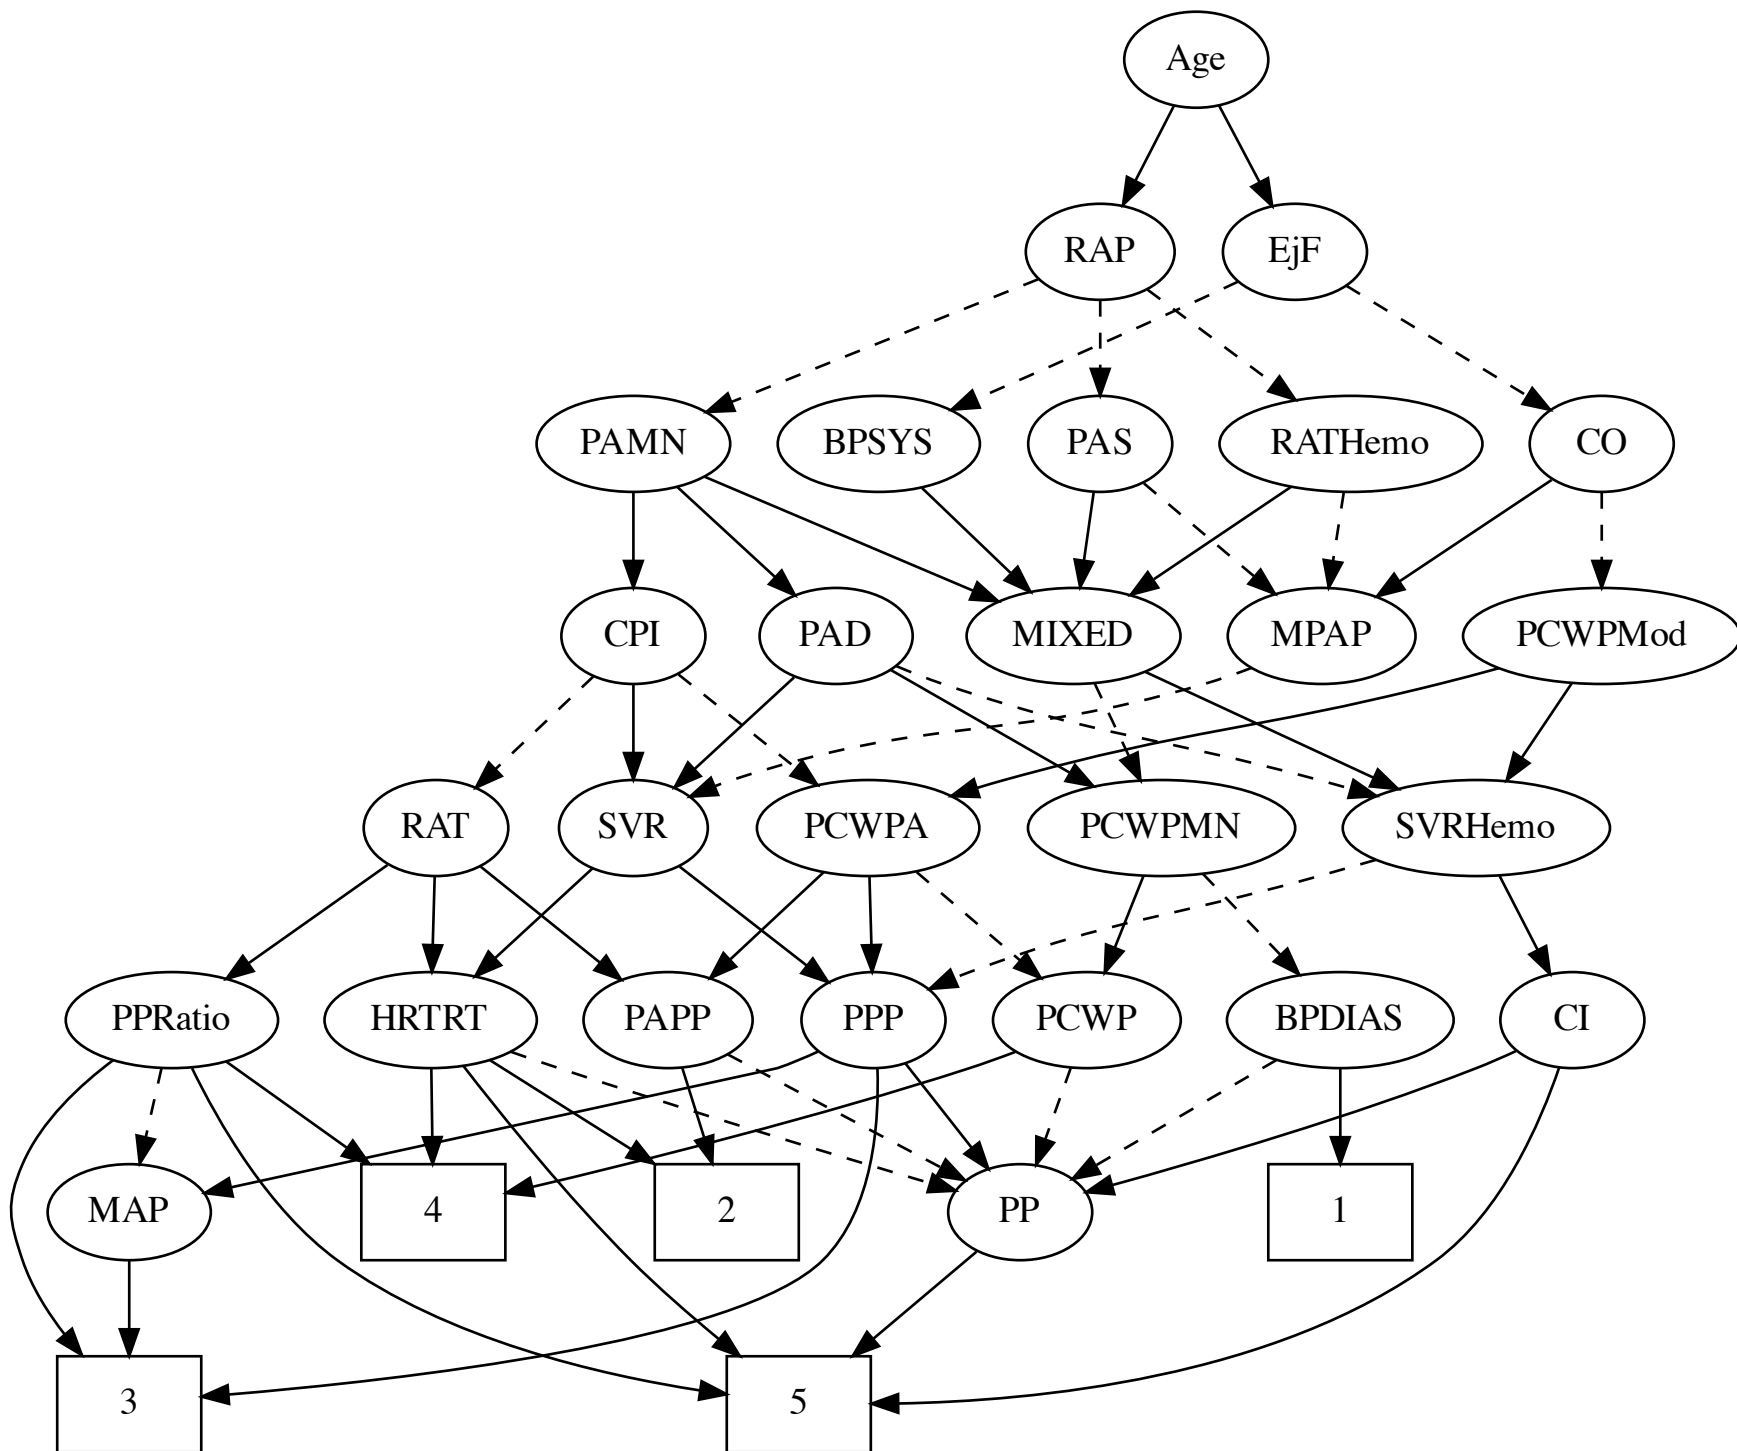 Age
RAP
EjF
PAMN
BPSYS
PAS
RATHemo
CO
CPI
PAD
MIXED
MPAP
PCWPMod
RAT
SVR
PCWPA
PCWPMN
SVRHemo
PPRatio
HRTRT
PAPP
PPP
PCWP
BPDIAS
CI
MAP
4
2
PP
1
3
5